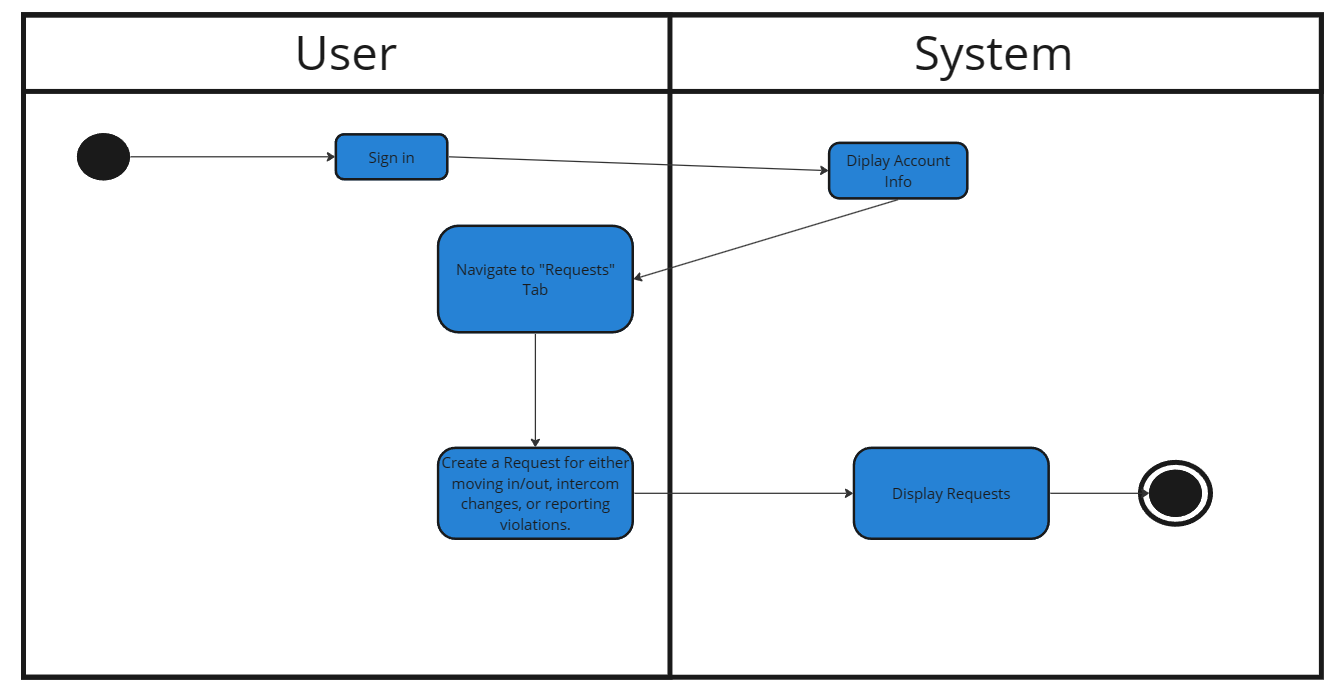 User
System
Sign in
Diplay Account
Info
Navigate to "Requests"
Tab
Create a Request for either
moving in/out, intercom
changes, or reporting
violations.
Display Requests